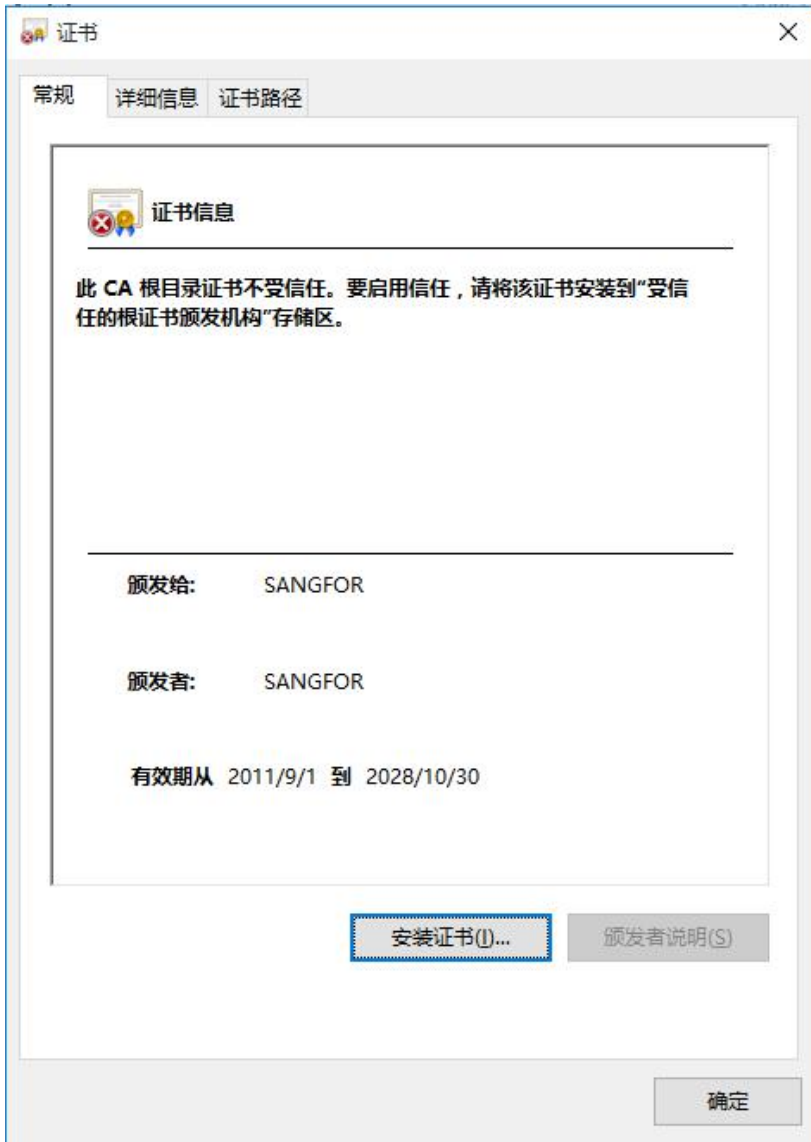 证书
常规
详细信息
证书路径
证书信息
此 CA 根目录证书不受信任。要启用信任，请将该证书安装到“受信
任的根证书颁发机构”存储区。
颁发给: SANGFOR
颁发者: SANGFOR
有效期从 2011/9/1 到 2028/10/30
安装证书(I)...
颁发者说明(S)
确定